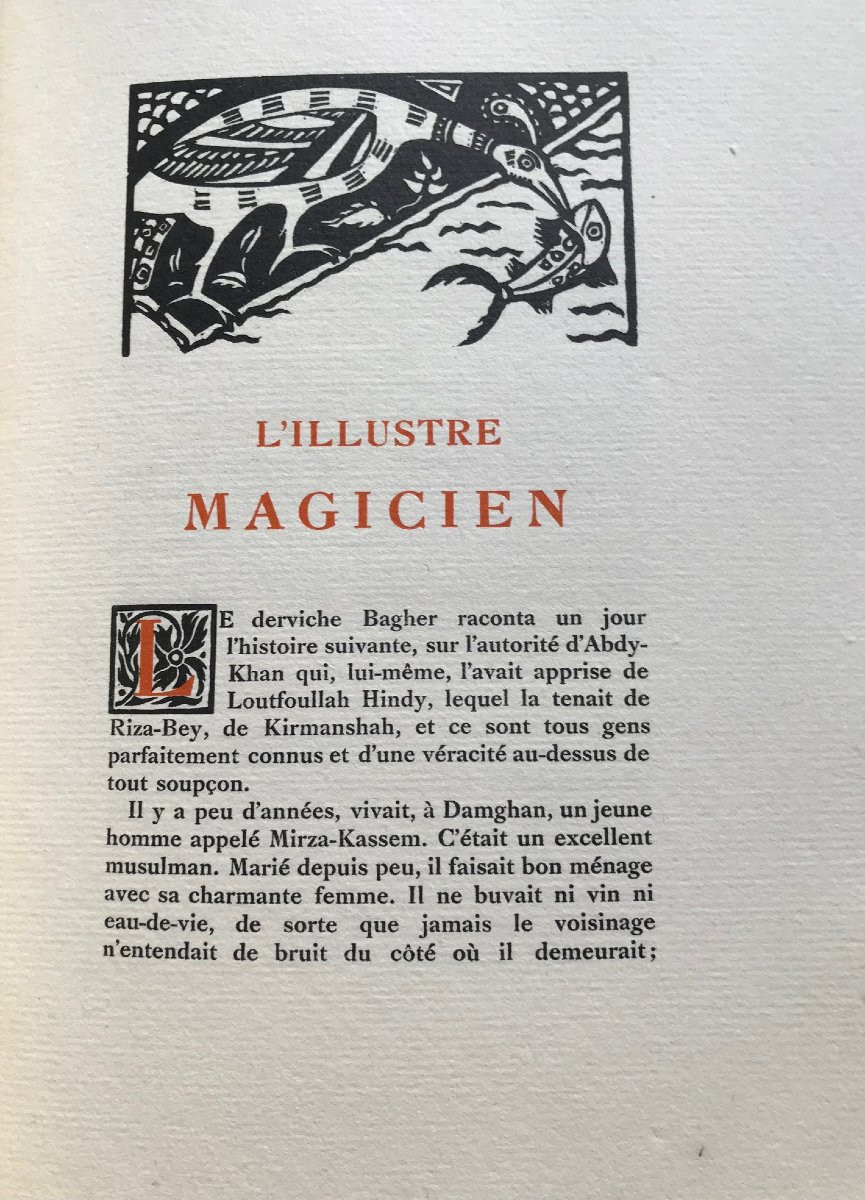 L'ILLUSTRE
MAGICIEN
LE derviche Bagher raconta un jour
l'histoire suivante, sur l'autorité d'Abdy-
Khan qui, lui-même, l'avait apprise de
Loutfoullah Hindy, lequel la tenait de
Riza-Bey, de Kirmanshah, et ce sont tous gens
parfaitement connus et d'une véracité au-dessus de
tout soupçon.
Il y a peu d'années, vivait, à Damghan, un jeune
homme appelé Mirza-Kassem. C'était un excellent
musulman. Marié depuis peu, il faisait bon ménage
avec sa charmante femme. Il ne buvait ni vin ni
eau-de-vie, de sorte que jamais le voisinage
n'entendait de bruit du côté où il demeurait;